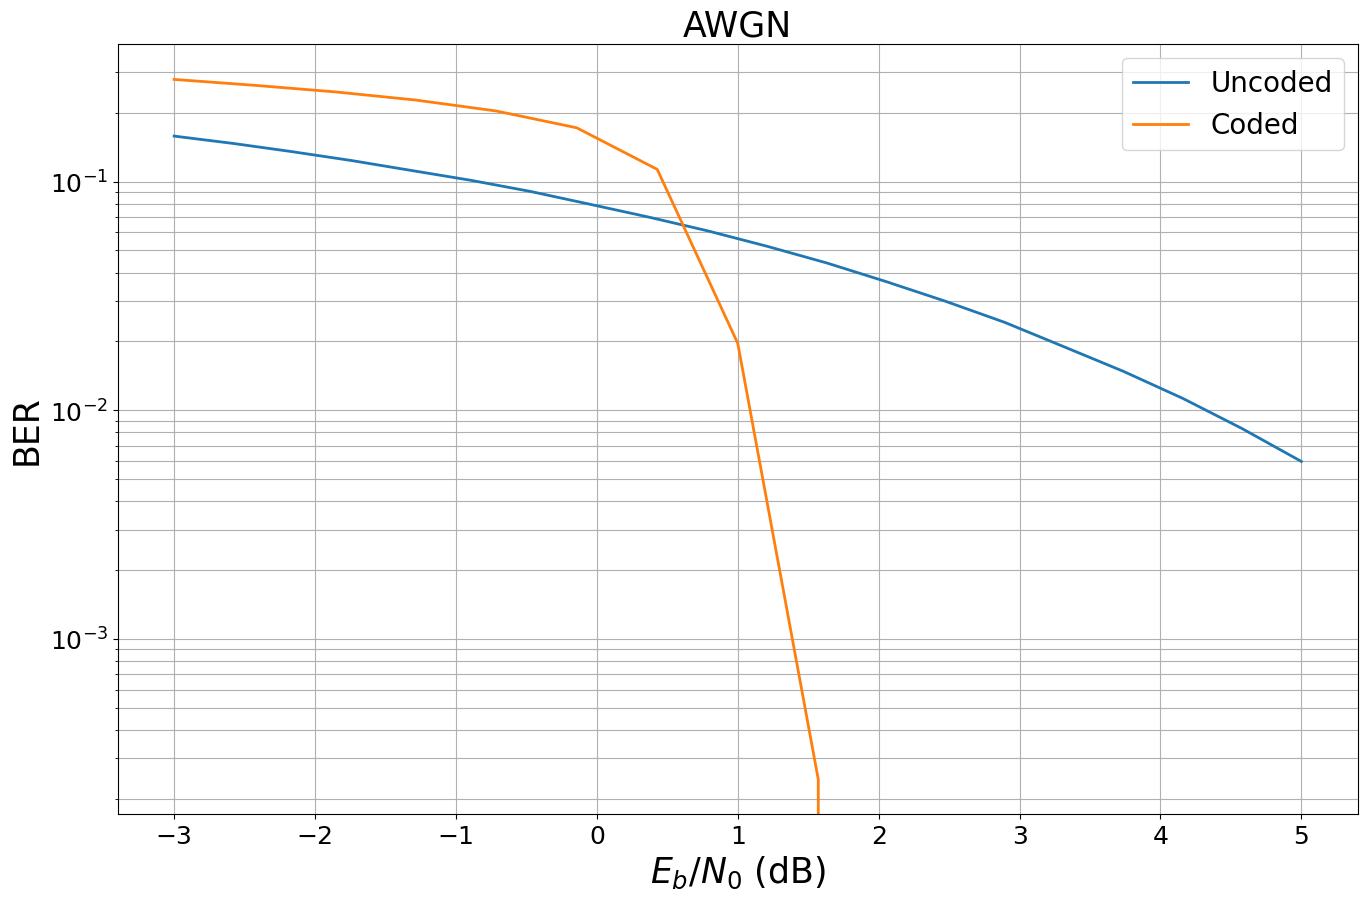 AWGN
Uncoded
Coded
10⁻¹
10⁻²
10⁻³
BER
−3 −2 −1 0 1 2 3 4 5
E_b/N_0 (dB)